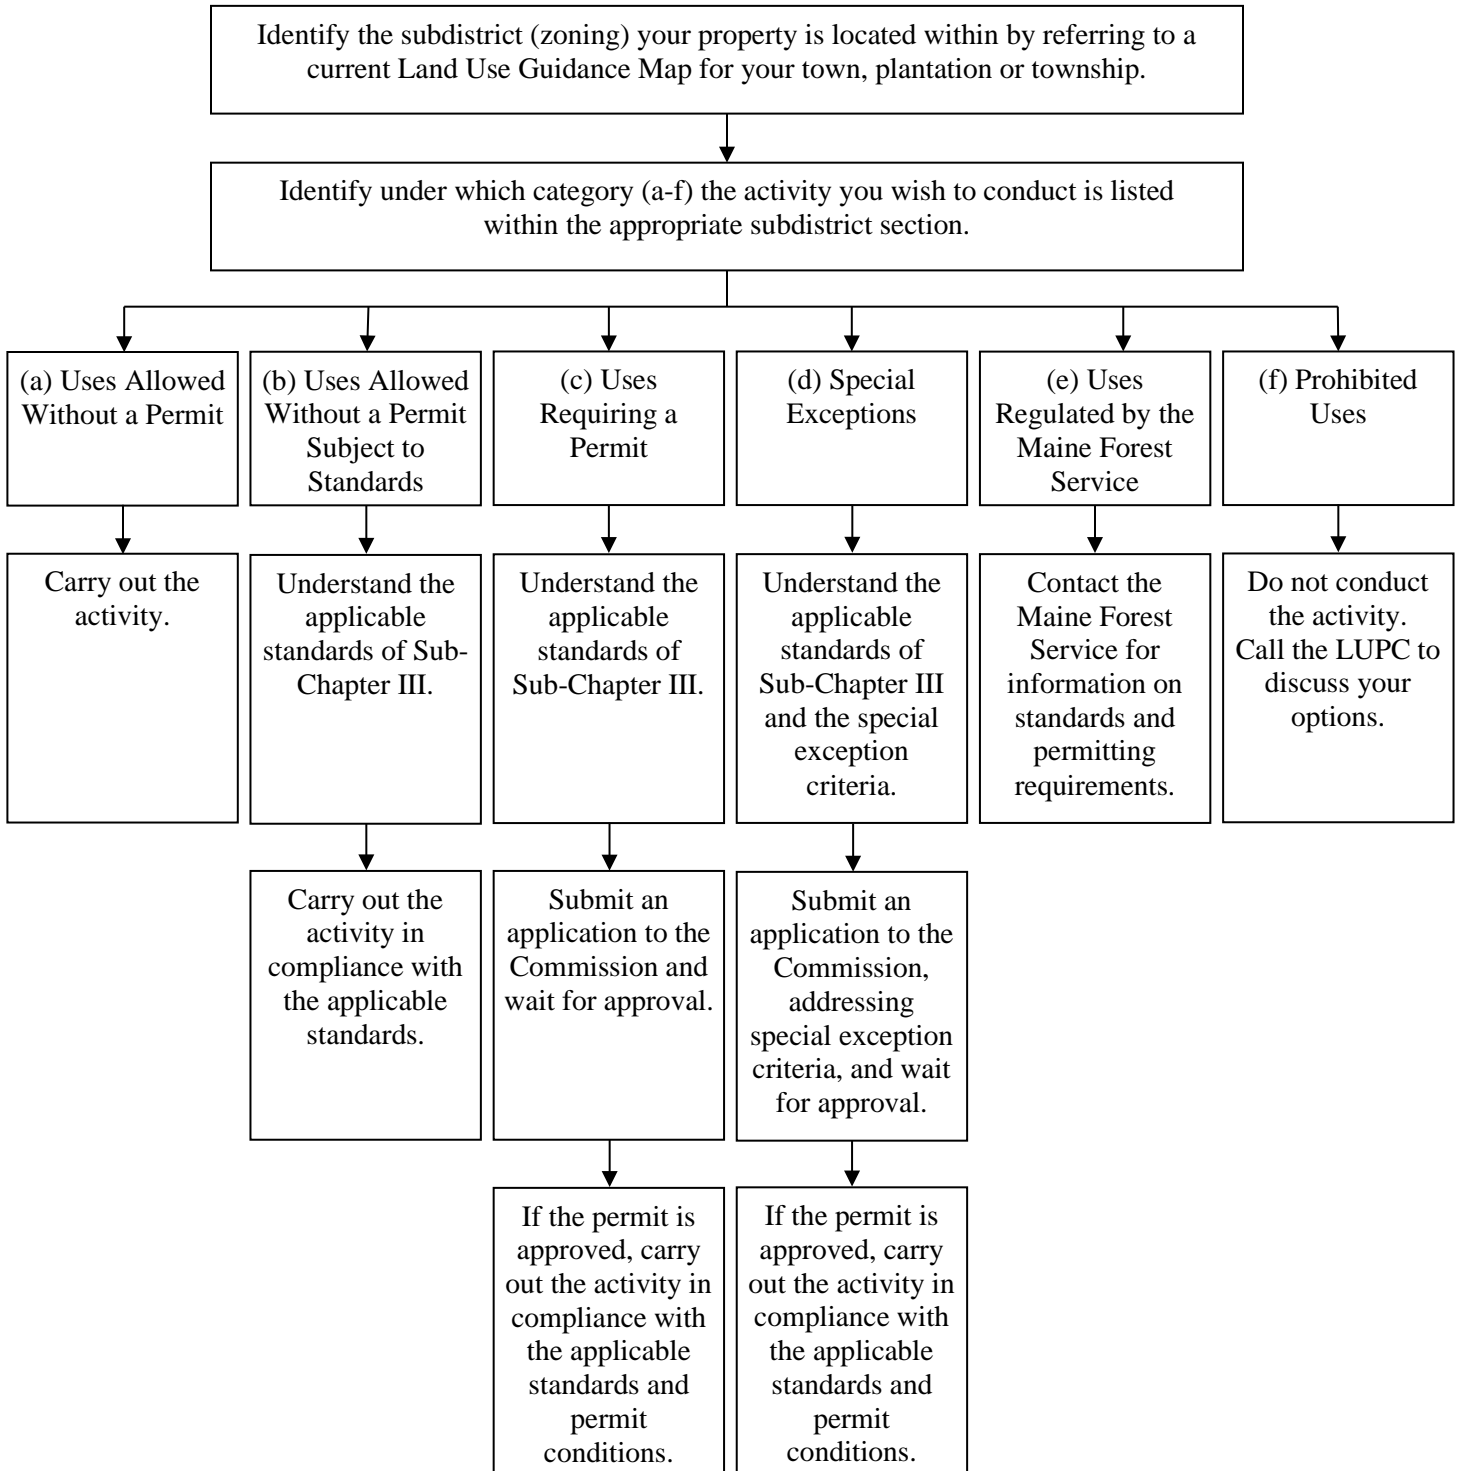 Identify the subdistrict (zoning) your property is located within by referring to a
current Land Use Guidance Map for your town, plantation or township.
Identify under which category (a-f) the activity you wish to conduct is listed
within the appropriate subdistrict section.
(a) Uses Allowed
Without a Permit
(b) Uses Allowed
Without a Permit
Subject to
Standards
(c) Uses
Requiring a
Permit
(d) Special
Exceptions
(e) Uses
Regulated by the
Maine Forest
Service
(f) Prohibited
Uses
Carry out the
activity.
Understand the
applicable
standards of Sub-
Chapter III.
Understand the
applicable
standards of
Sub-Chapter III.
Understand the
applicable
standards of
Sub-Chapter III
and the special
exception
criteria.
Contact the
Maine Forest
Service for
information on
standards and
permitting
requirements.
Do not conduct
the activity.
Call the LUPC to
discuss your
options.
Carry out the
activity in
compliance with
the applicable
standards.
Submit an
application to the
Commission and
wait for approval.
Submit an
application to the
Commission,
addressing
special exception
criteria, and wait
for approval.
If the permit is
approved, carry
out the activity in
compliance with
the applicable
standards and
permit
conditions.
If the permit is
approved, carry
out the activity in
compliance with
the applicable
standards and
permit
conditions.